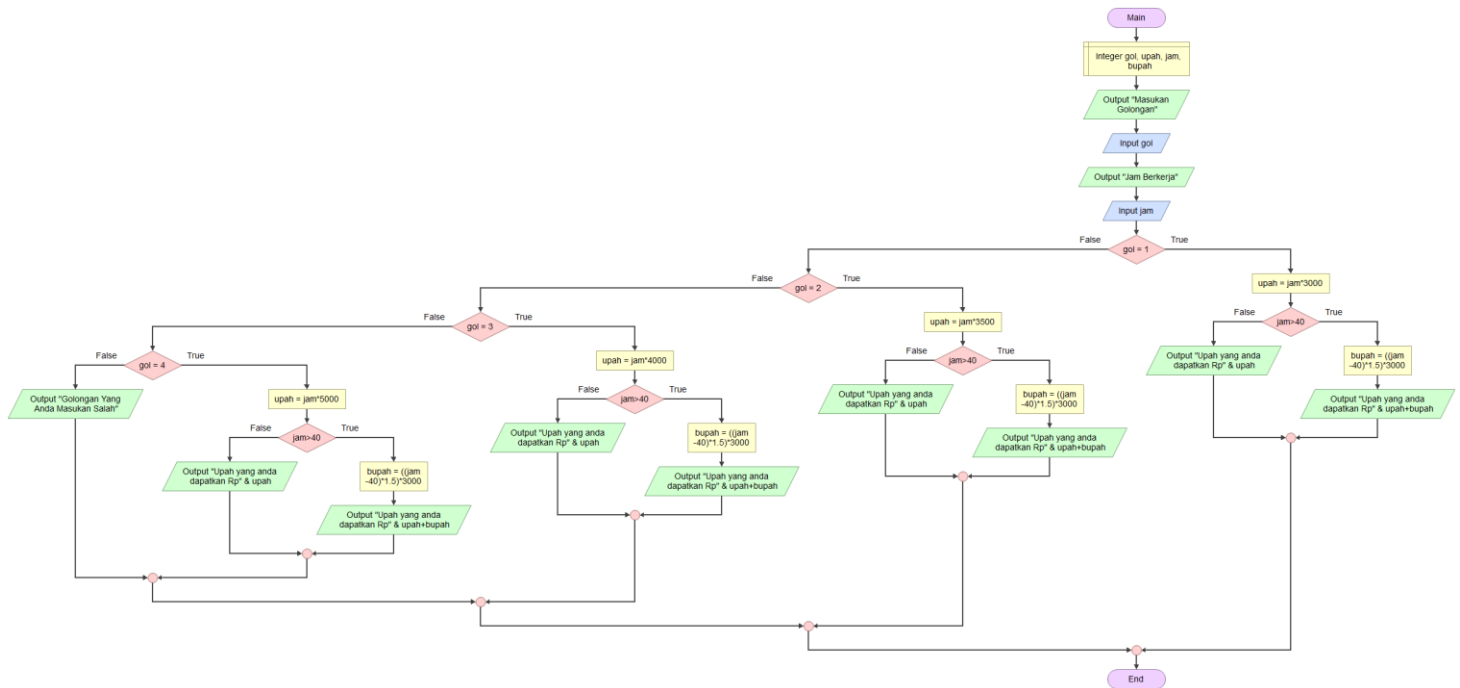 Main
Integer gol, upah, jam,
bupah
Output "Masukan
Golongan"
Input gol
Output "Jam Berkerja"
Input jam
False
gol = 1
True
upah = jam*3000
False
jam>40
True
Output "Upah yang anda
dapatkan Rp" & upah
bupah = ((jam
-40)*1.5)*3000
Output "Upah yang anda
dapatkan Rp" & upah+bupah
False
gol = 2
True
upah = jam*3500
False
jam>40
True
Output "Upah yang anda
dapatkan Rp" & upah
bupah = ((jam
-40)*1.5)*3000
Output "Upah yang anda
dapatkan Rp" & upah+bupah
False
gol = 3
True
upah = jam*4000
False
jam>40
True
Output "Upah yang anda
dapatkan Rp" & upah
bupah = ((jam
-40)*1.5)*3000
Output "Upah yang anda
dapatkan Rp" & upah+bupah
False
gol = 4
True
Output "Golongan Yang
Anda Masukan Salah"
upah = jam*5000
False
jam>40
True
Output "Upah yang anda
dapatkan Rp" & upah
bupah = ((jam
-40)*1.5)*3000
Output "Upah yang anda
dapatkan Rp" & upah+bupah
End